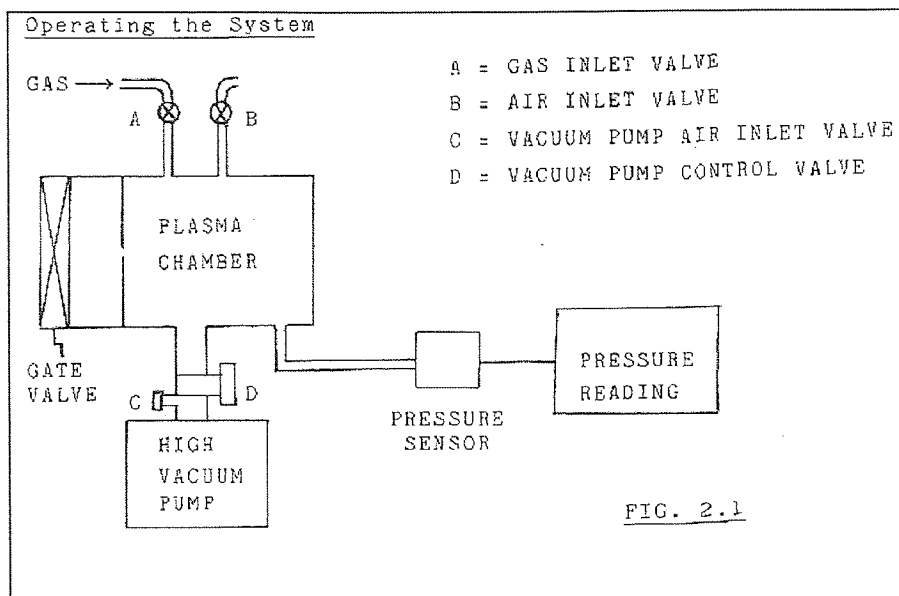 Operating the System
GAS
A
B
A = GAS INLET VALVE
B = AIR INLET VALVE
C = VACUUM PUMP AIR INLET VALVE
D = VACUUM PUMP CONTROL VALVE
PLASMA
CHAMBER
GATE
VALVE
C
D
HIGH
VACUUM
PUMP
PRESSURE
SENSOR
PRESSURE
READING
FIG. 2.1